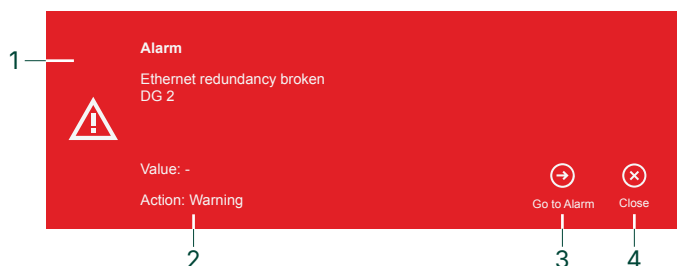 Alarm
1
Ethernet redundancy broken
DG 2
Value: -
Action: Warning
Go to Alarm
Close
2
3
4